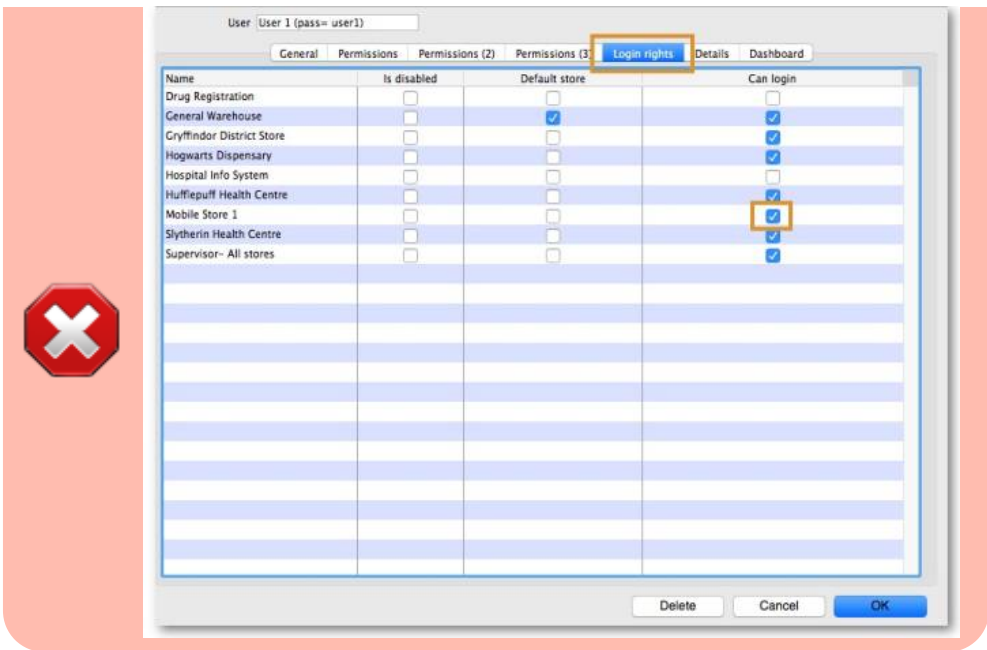 User User 1 (pass= user1)
General Permissions Permissions (2) Permissions (3) Login rights Details Dashboard
Name Is disabled Default store Can login
Drug Registration
General Warehouse
Gryffindor District Store
Hogwarts Dispensary
Hospital Info System
Hufflepuff Health Centre
Mobile Store 1
Slytherin Health Centre
Supervisor- All stores
Delete Cancel OK